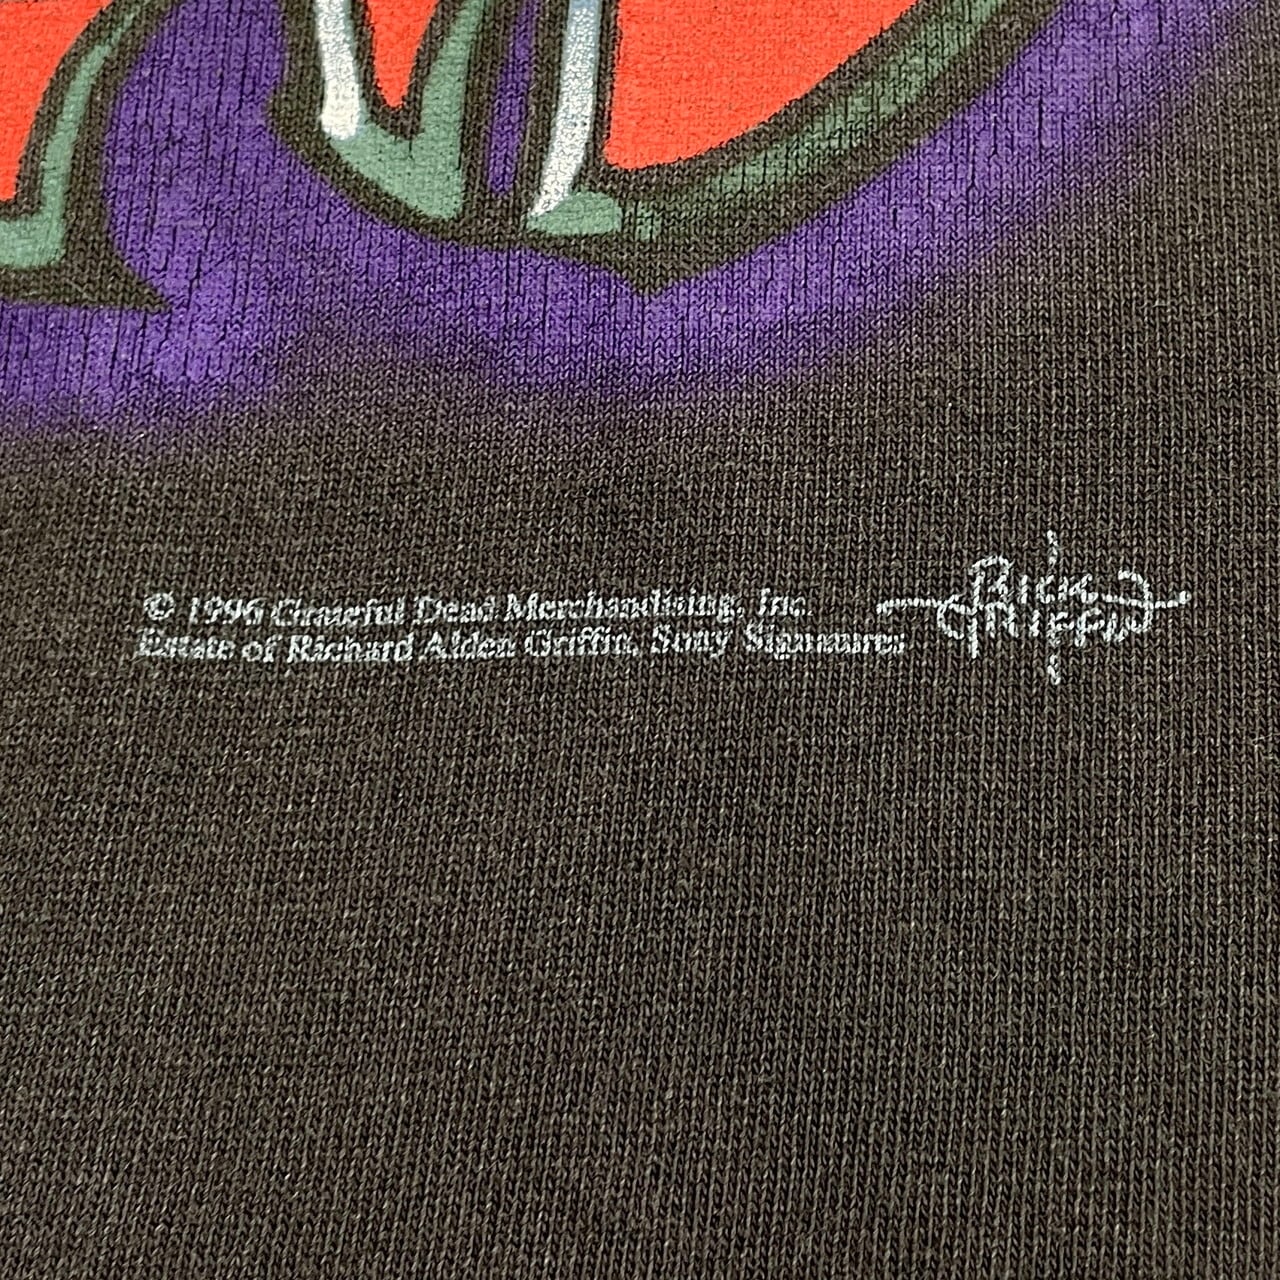 © 1996 Grateful Dead Merchandising, Inc.
Estate of Richard Alden Griffin, Sony Signatures
RICK
GRIFFIN